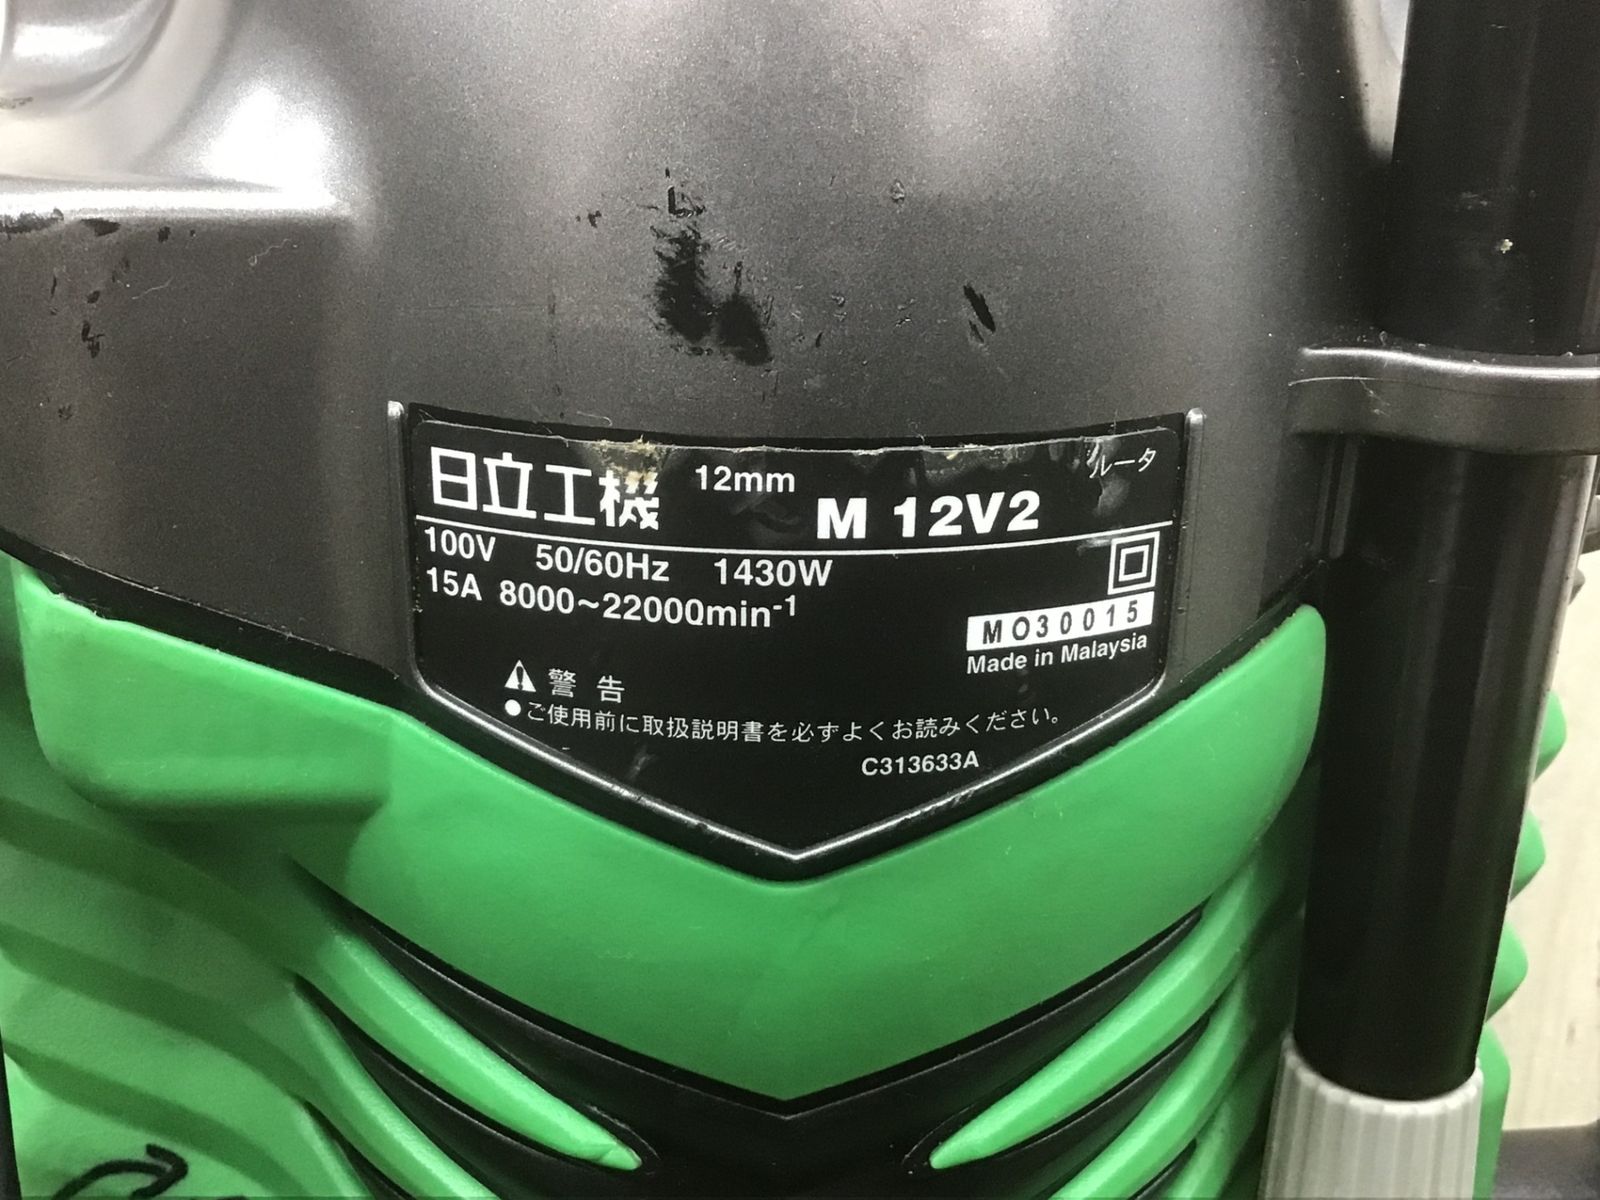 日立工機 12mm M 12V2 ルータ
100V 50/60Hz 1430W
15A 8000~22000min-1
MO30015
Made in Malaysia
警告
●ご使用前に取扱説明書を必ずよくお読みください。
C313633A